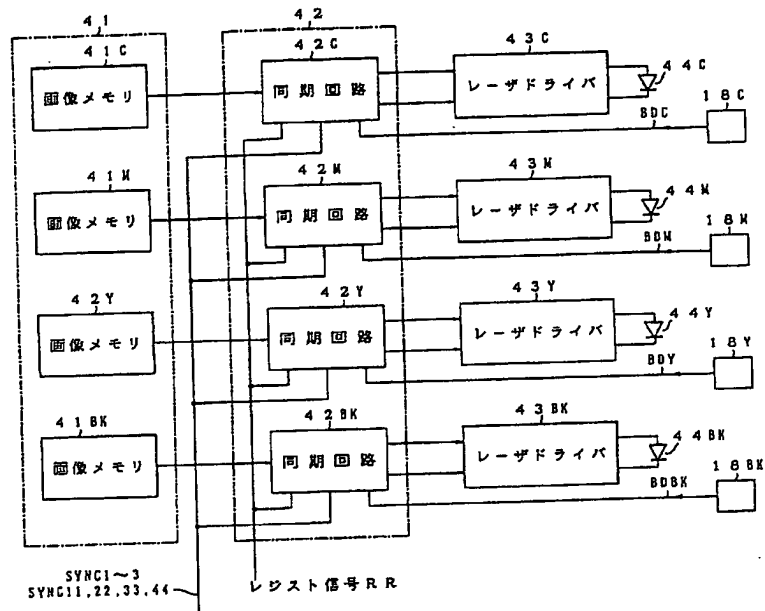 41
42
41C
42C
43C
44C
画像メモリ
同期回路
レーザドライバ
BDC
18C
41M
42M
43M
44M
画像メモリ
同期回路
レーザドライバ
BDM
18M
42Y
42Y
43Y
44Y
画像メモリ
同期回路
レーザドライバ
BDY
18Y
41BK
42BK
43BK
44BK
画像メモリ
同期回路
レーザドライバ
BDBK
18BK
SYNC1〜3
SYNC11,22,33,44
レジスト信号RR